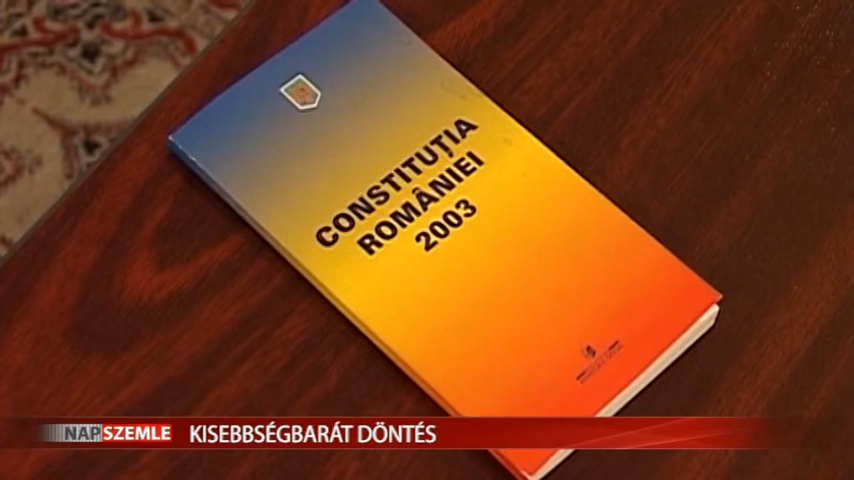 CONSTITUȚIA
ROMÂNIEI
2003
NAPSZEMLE KISEBBSÉGBARÁT DÖNTÉS